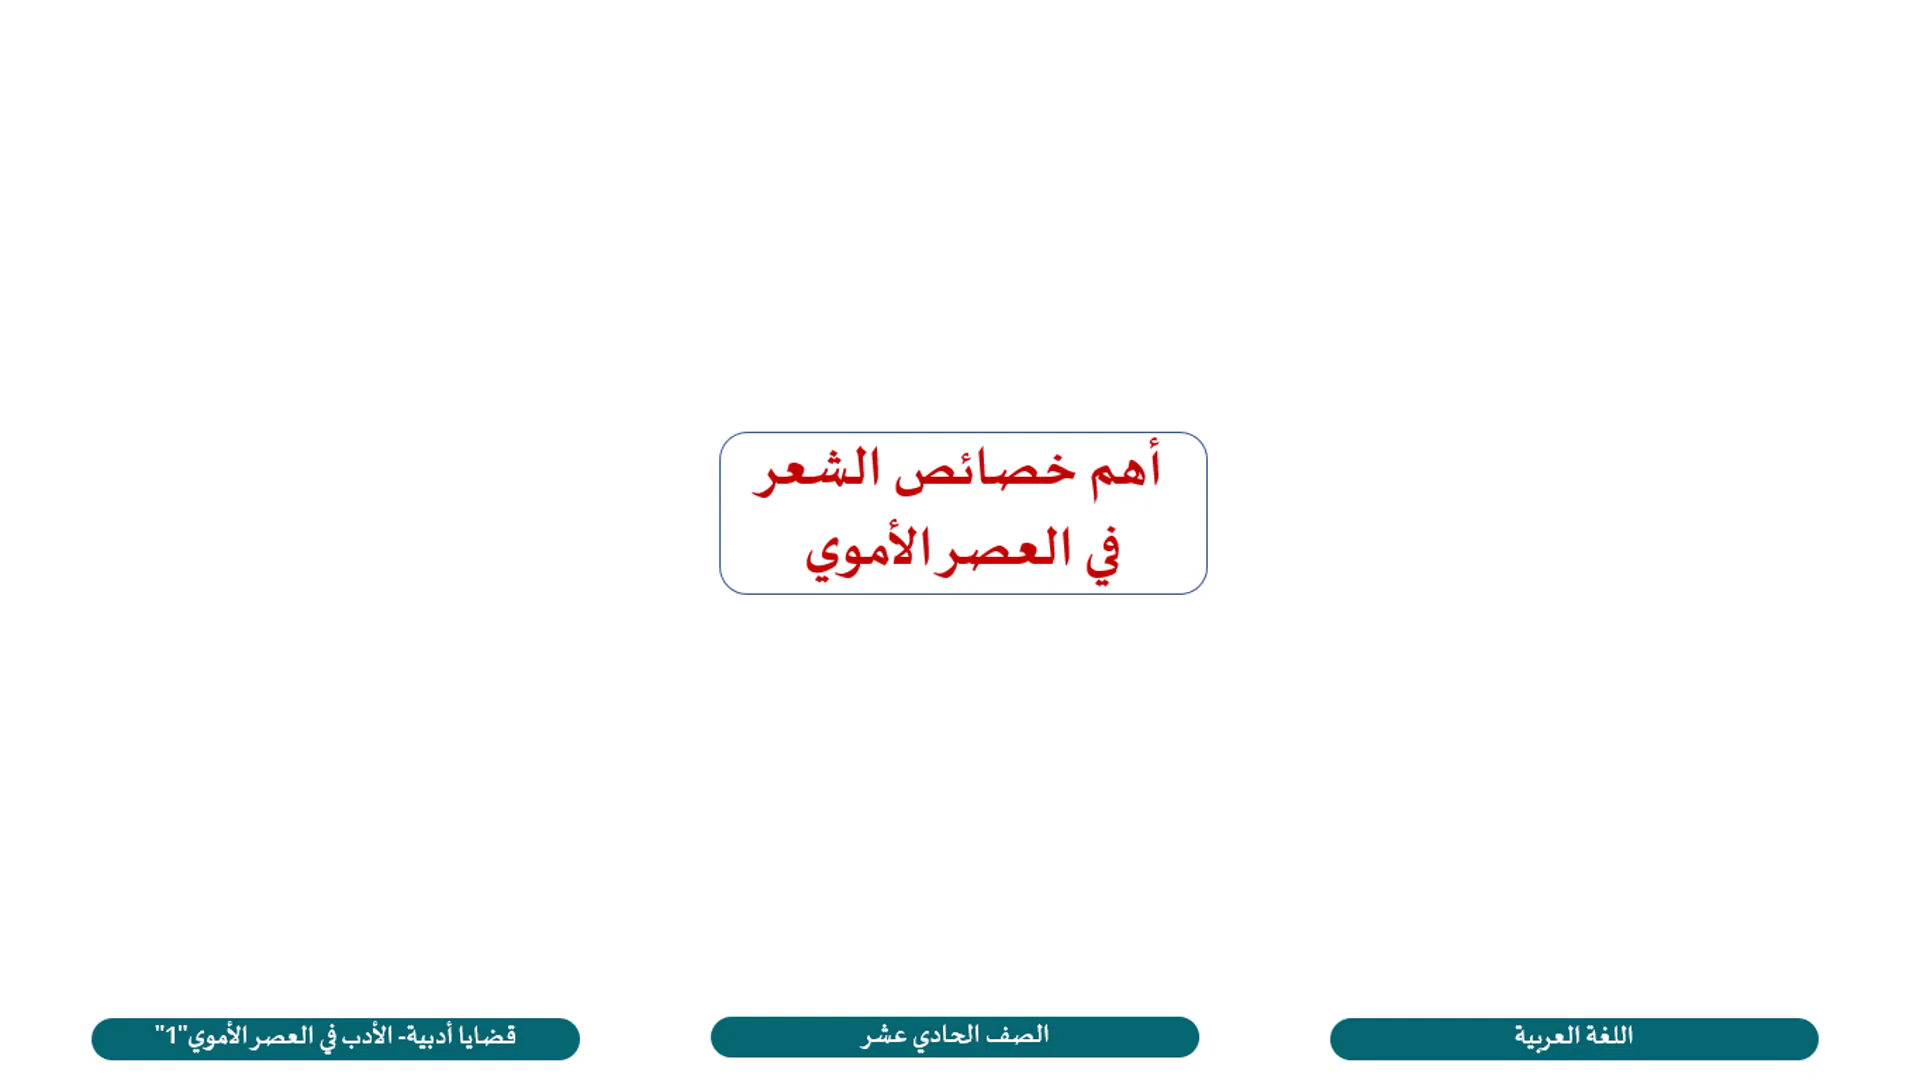 أهم خصائص الشعر
في العصر الأموي
اللغة العربية
الصف الحادي عشر
قضايا أدبية- الأدب في العصر الأموي"1"